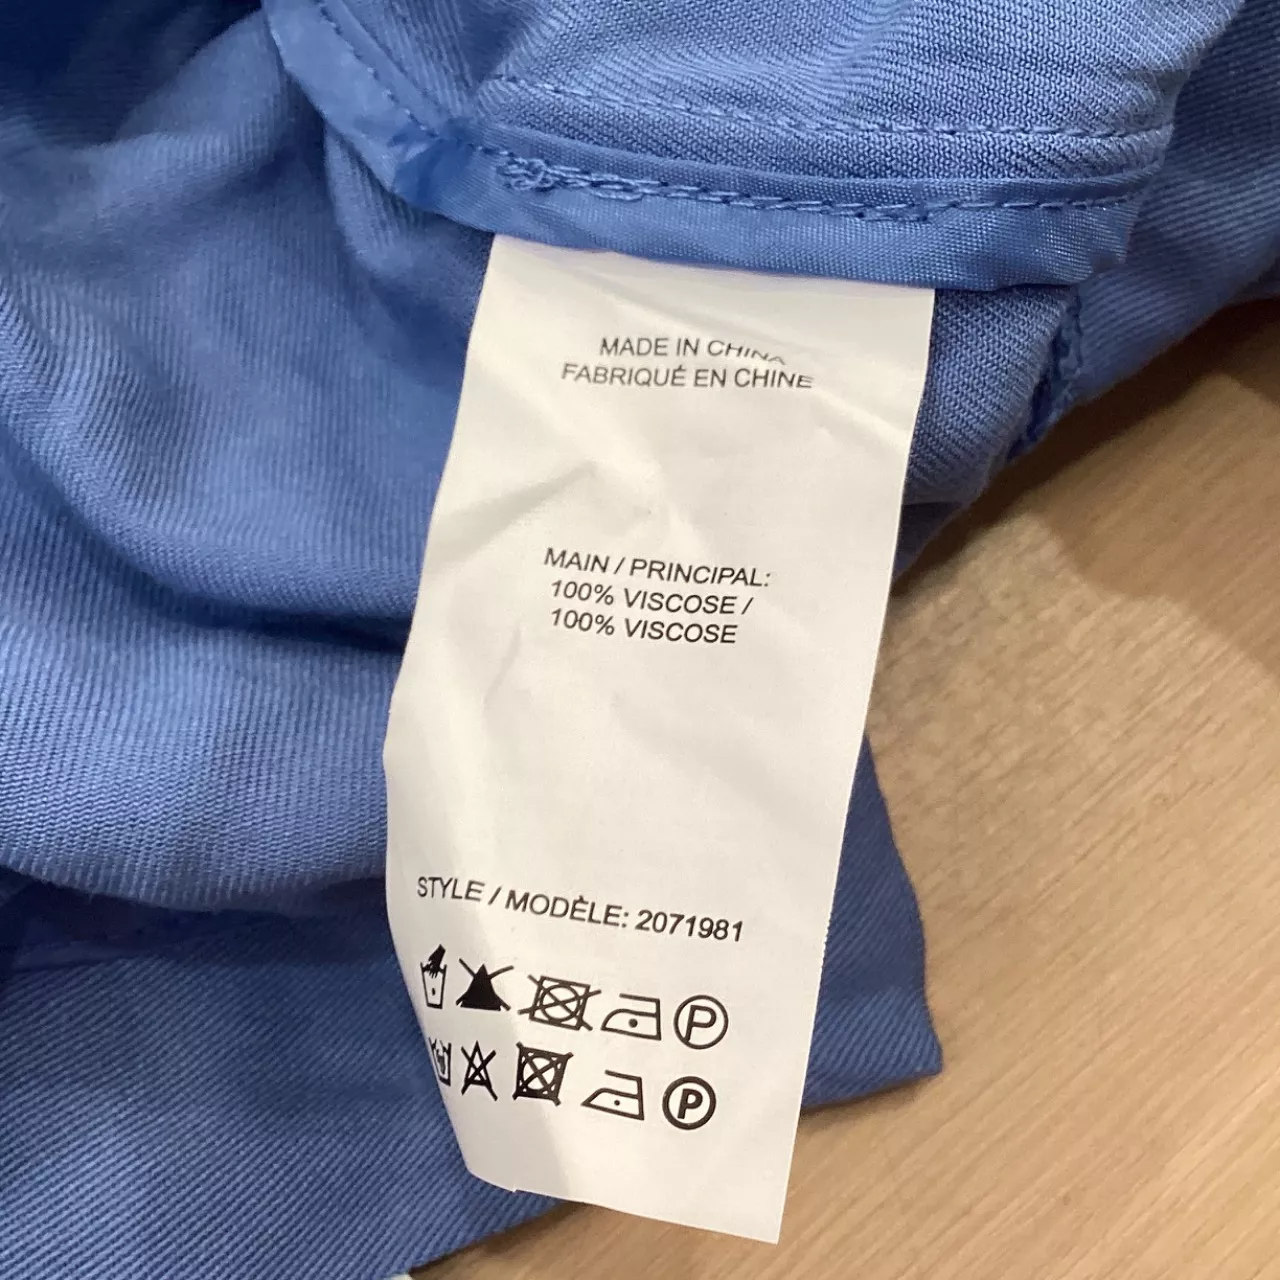 MADE IN CHINA
FABRIQUÉ EN CHINE
MAIN / PRINCIPAL:
100% VISCOSE /
100% VISCOSE
STYLE / MODÈLE: 2071981
P
P